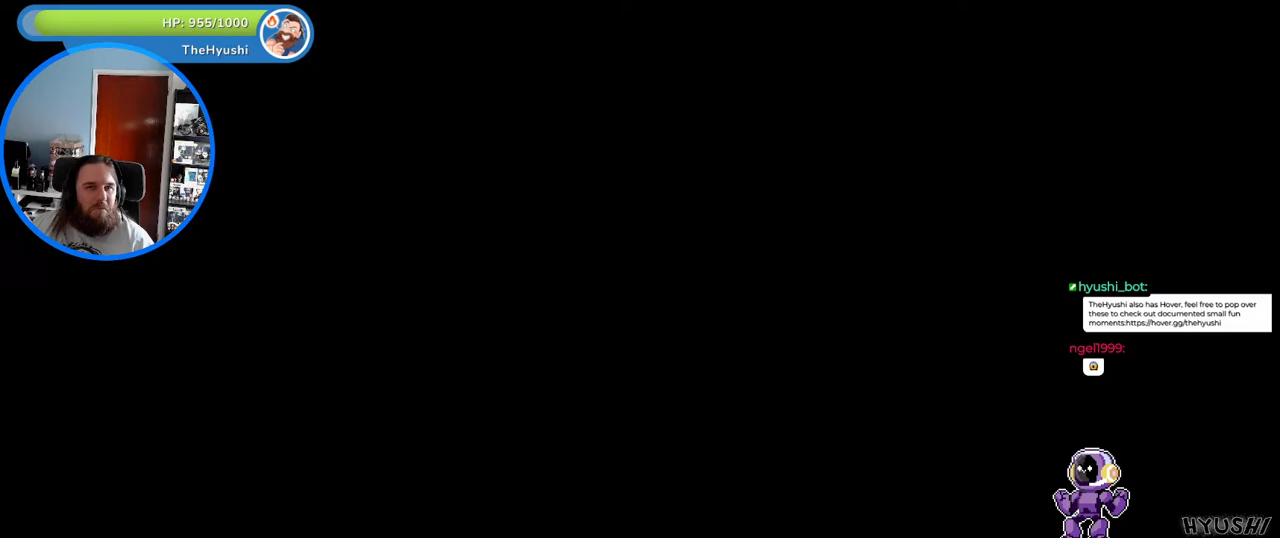 HP: 955/1000
TheHyushi
hyushi_bot:
TheHyushi also has Hover, feel free to pop over
these to check out documented small fun
moments:https://hover.gg/thehyushi
ngel1999:
HYUSHI